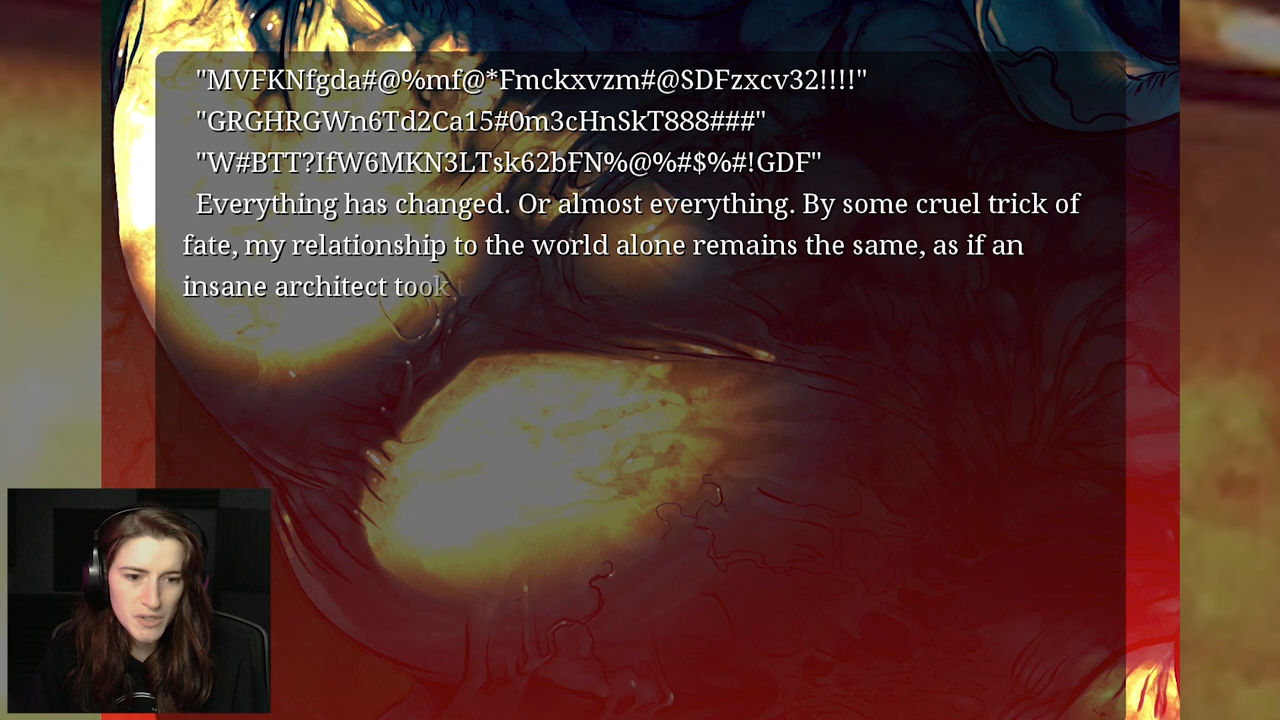 "MVFKNfgda#@%mf@*Fmckxvzm#@SDFzxcv32!!!!"
"GRGHRGWn6Td2Ca15#0m3cHnSkT888###"
"W#BTT?IfW6MKN3LTsk62bFN%@%#$%#!GDF"
Everything has changed. Or almost everything. By some cruel trick of
fate, my relationship to the world alone remains the same, as if an
insane architect took t